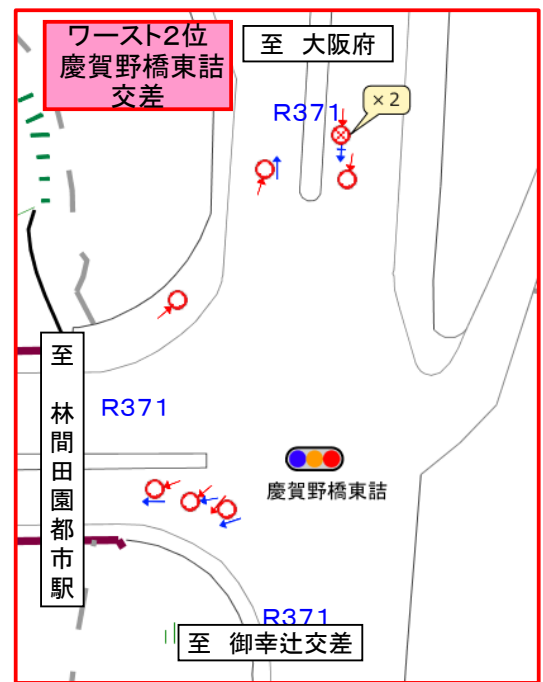 ワースト２位
慶賀野橋東詰
交差
至　大阪府
R371
×２
至　林間田園都市駅
R371
慶賀野橋東詰
R371
至　御幸辻交差